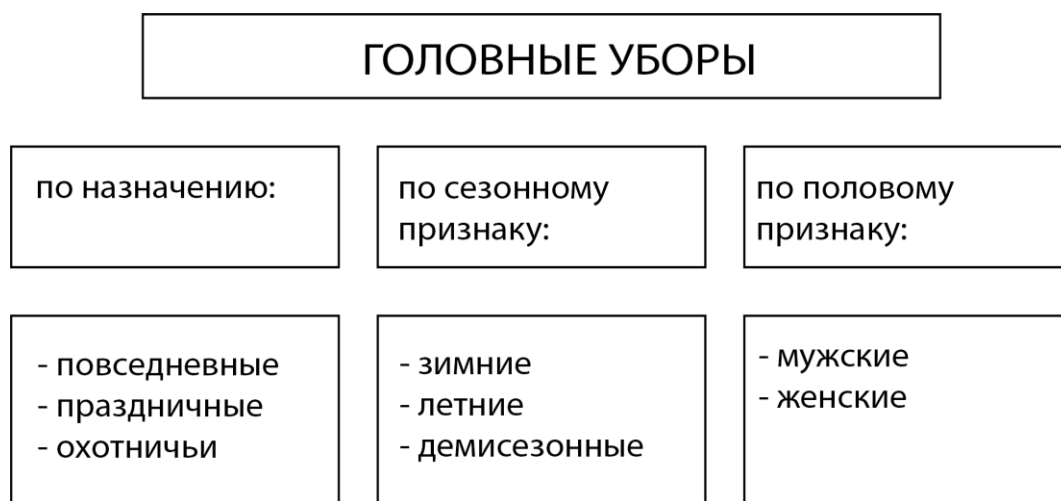 ГОЛОВНЫЕ УБОРЫ
по назначению:
по сезонному
признаку:
по половому
признаку:
- повседневные
- праздничные
- охотничьи
- зимние
- летние
- демисезонные
- мужские
- женские